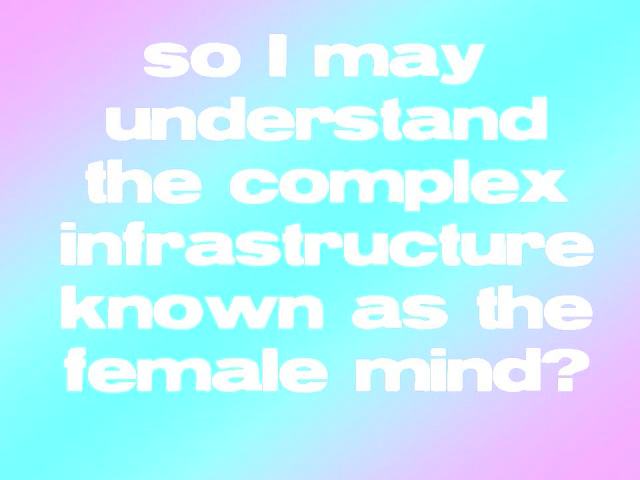 so I may
understand
the complex
infrastructure
known as the
female mind?